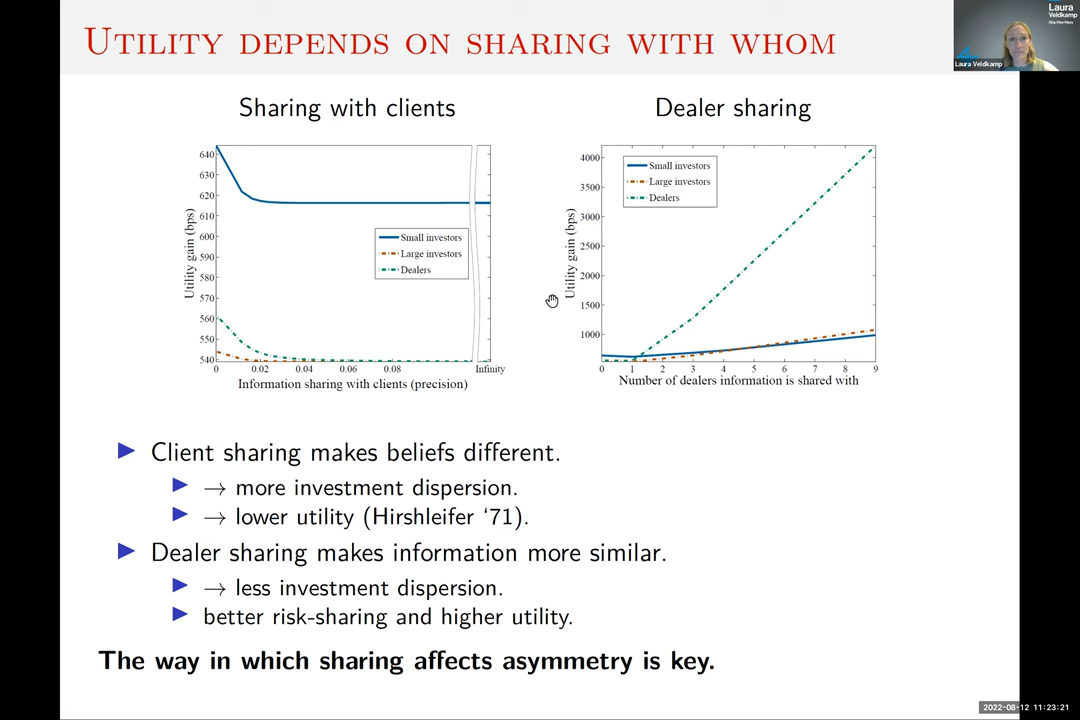 UTILITY DEPENDS ON SHARING WITH WHOM
Laura
Veldkamp
Laura Veldkamp
Sharing with clients
640
630
620
610
600
590
580
570
560
550
540
Utility gain (bps)
Small investors
Large investors
Dealers
0
0.02
0.04
0.06
0.08
Infinity
Information sharing with clients (precision)
Dealer sharing
4000
3500
3000
2500
2000
1500
1000
Utility gain (bps)
Small investors
Large investors
Dealers
0
1
2
3
4
5
6
7
8
9
Number of dealers information is shared with
▶ Client sharing makes beliefs different.
▶ → more investment dispersion.
▶ → lower utility (Hirshleifer ‘71).
▶ Dealer sharing makes information more similar.
▶ → less investment dispersion.
▶ better risk-sharing and higher utility.
The way in which sharing affects asymmetry is key.
2022-08-12 11:23:21